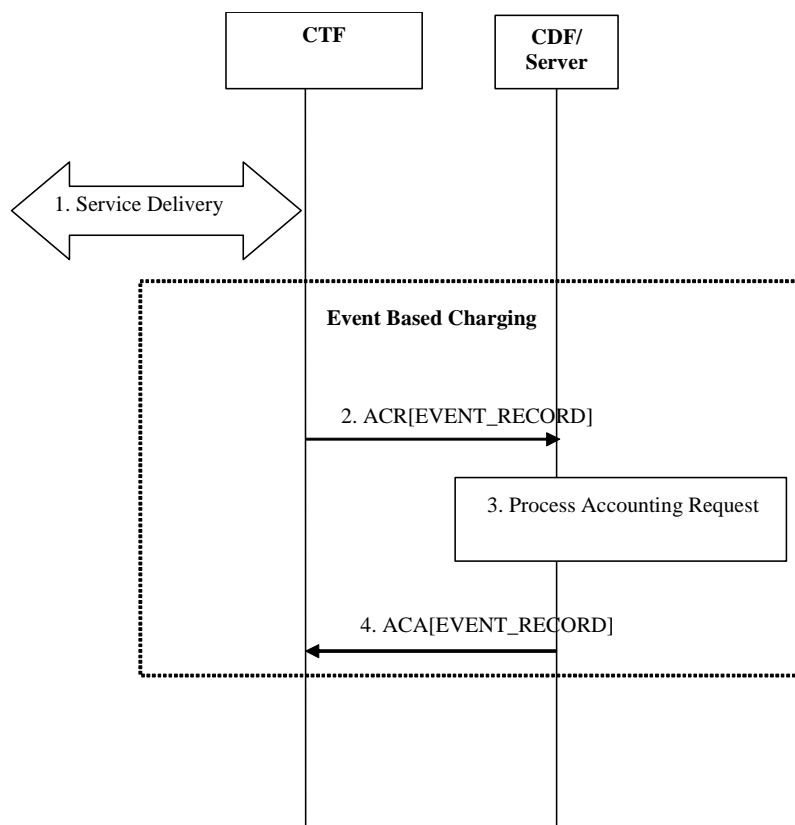 CTF
CDF/
Server
1. Service Delivery
Event Based Charging
2. ACR[EVENT_RECORD]
3. Process Accounting Request
4. ACA[EVENT_RECORD]